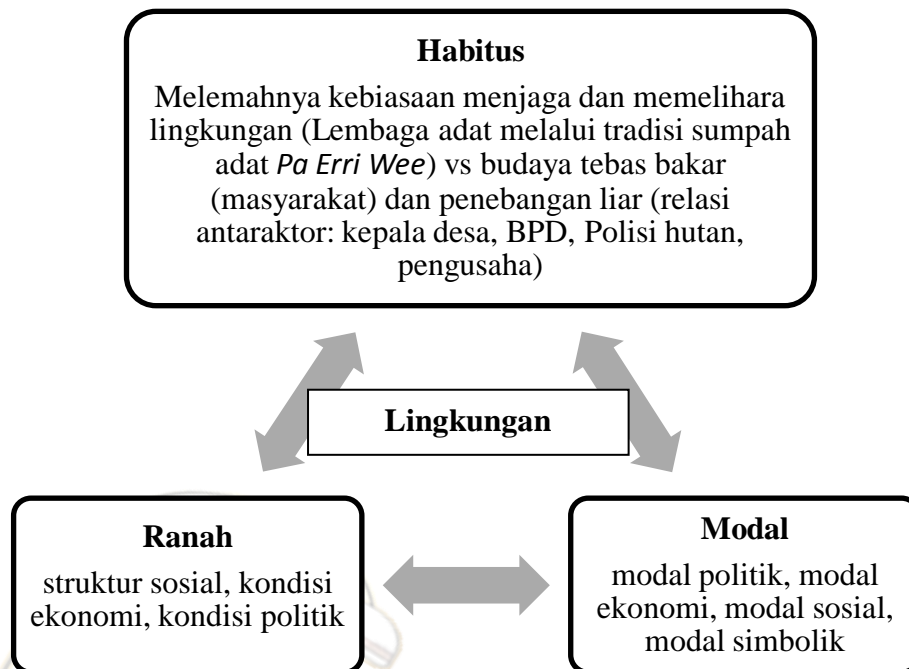 Habitus
Melemahnya kebiasaan menjaga dan memelihara
lingkungan (Lembaga adat melalui tradisi sumpah
adat Pa Erri Wee) vs budaya tebas bakar
(masyarakat) dan penebangan liar (relasi
antaraktor: kepala desa, BPD, Polisi hutan,
pengusaha)
Lingkungan
Ranah
struktur sosial, kondisi
ekonomi, kondisi politik
Modal
modal politik, modal
ekonomi, modal sosial,
modal simbolik